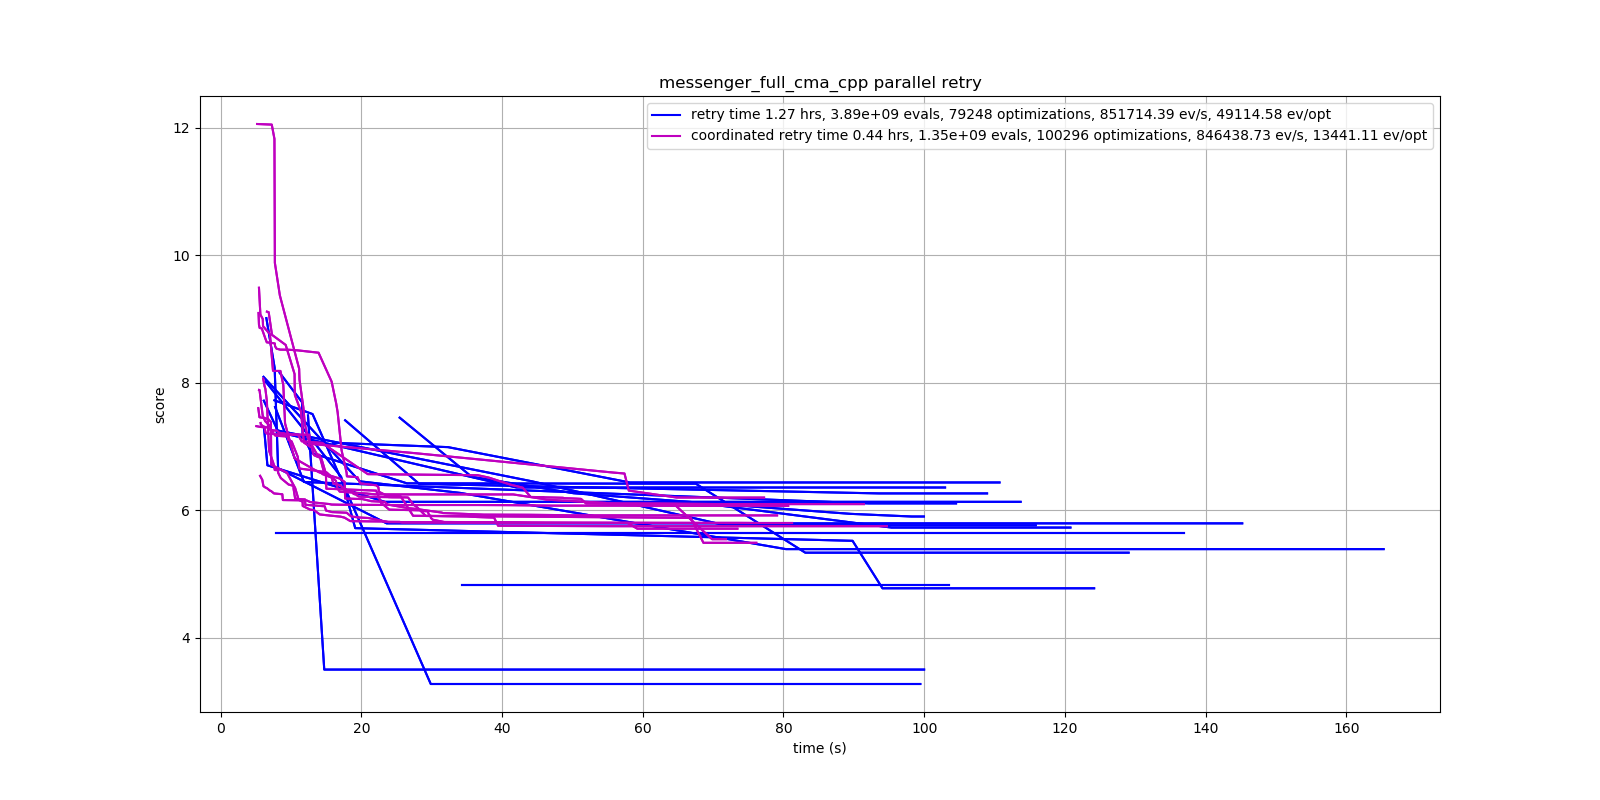 messenger_full_cma_cpp parallel retry
retry time 1.27 hrs, 3.89e+09 evals, 79248 optimizations, 851714.39 ev/s, 49114.58 ev/opt
coordinated retry time 0.44 hrs, 1.35e+09 evals, 100296 optimizations, 846438.73 ev/s, 13441.11 ev/opt
score
12
10
8
6
4
0 20 40 60 80 100 120 140 160
time (s)